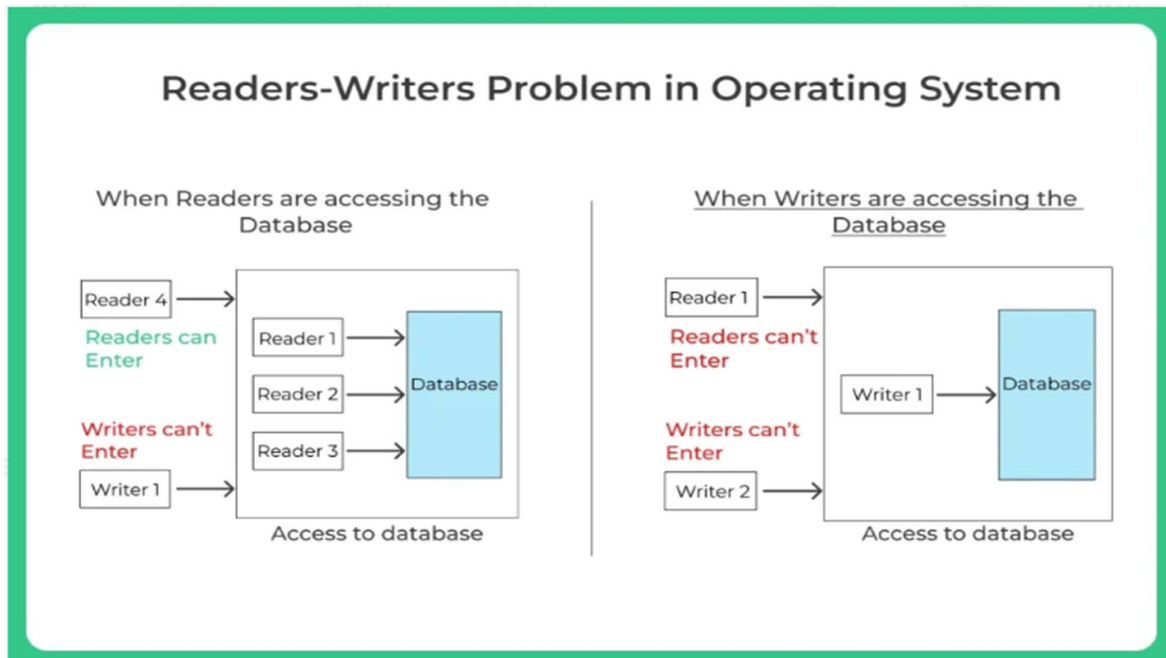 Readers-Writers Problem in Operating System
When Readers are accessing the
Database
Reader 4
Readers can
Enter
Reader 1
Reader 2
Reader 3
Database
Writers can't
Enter
Writer 1
Access to database
When Writers are accessing the
Database
Reader 1
Readers can't
Enter
Writer 1
Database
Writers can't
Enter
Writer 2
Access to database